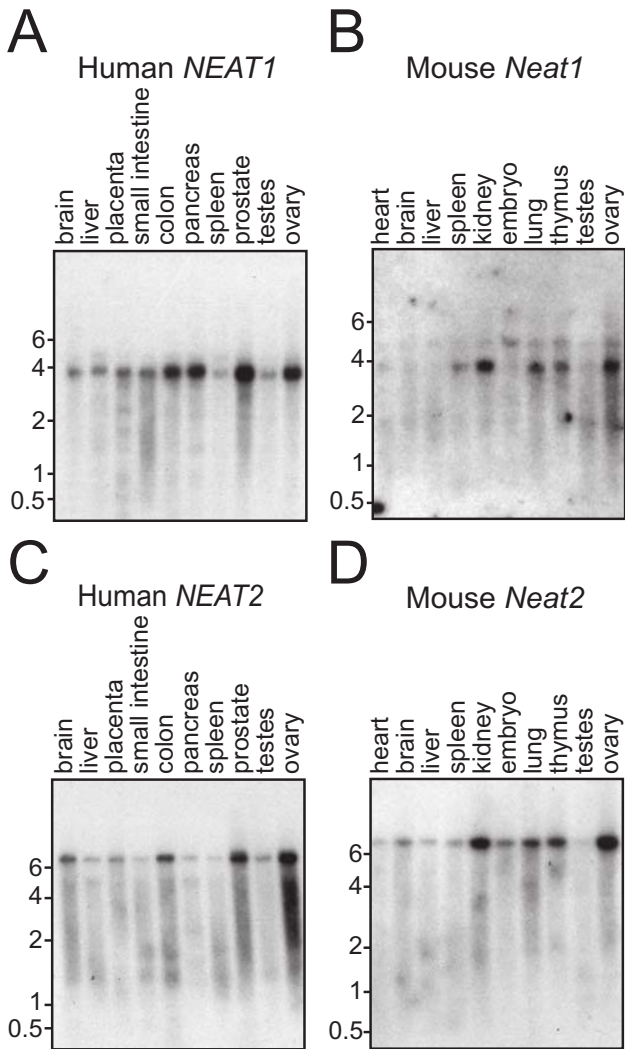 A
Human NEAT1
brain
liver
placenta
small intestine
colon
pancreas
spleen
prostate
testes
ovary
6
4
2
1
0.5
B
Mouse Neat1
heart
brain
liver
spleen
kidney
embryo
lung
thymus
testes
ovary
6
4
2
1
0.5
C
Human NEAT2
brain
liver
placenta
small intestine
colon
pancreas
spleen
prostate
testes
ovary
6
4
2
1
0.5
D
Mouse Neat2
heart
brain
liver
spleen
kidney
embryo
lung
thymus
testes
ovary
6
4
2
1
0.5